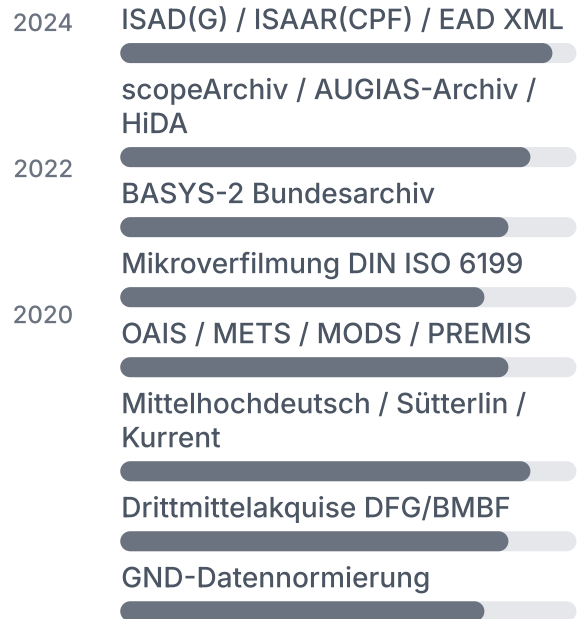 2024
ISAD(G) / ISAAR(CPF) / EAD XML
scopeArchiv / AUGIAS-Archiv /
HiDA
2022
BASYS-2 Bundesarchiv
Mikroverfilmung DIN ISO 6199
2020
OAIS / METS / MODS / PREMIS
Mittelhochdeutsch / Sütterlin /
Kurrent
Drittmittelakquise DFG/BMBF
GND-Datennormierung